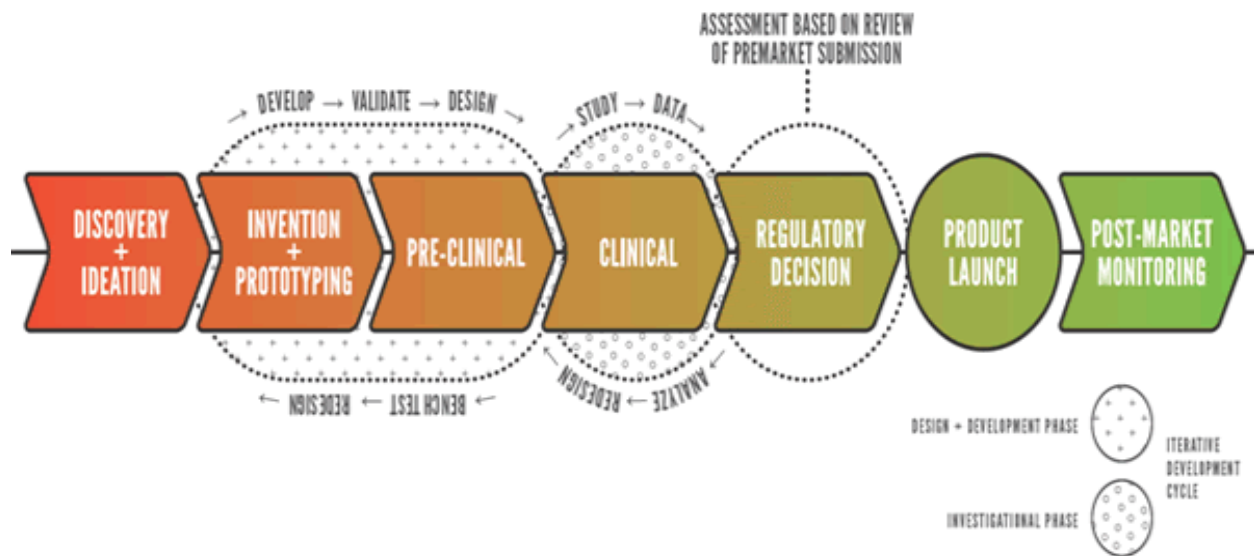 ASSESSMENT BASED ON REVIEW
OF PREMARKET SUBMISSION
→ DEVELOP → VALIDATE → DESIGN →
→ STUDY → DATA →
DISCOVERY
+
IDEATION
INVENTION
+
PROTOTYPING
PRE-CLINICAL
CLINICAL
REGULATORY
DECISION
PRODUCT
LAUNCH
POST-MARKET
MONITORING
← BENCH TEST ← REDESIGN ←
← ANALYZE ← REDESIGN ←
DESIGN + DEVELOPMENT PHASE
ITERATIVE
DEVELOPMENT
CYCLE
INVESTIGATIONAL PHASE